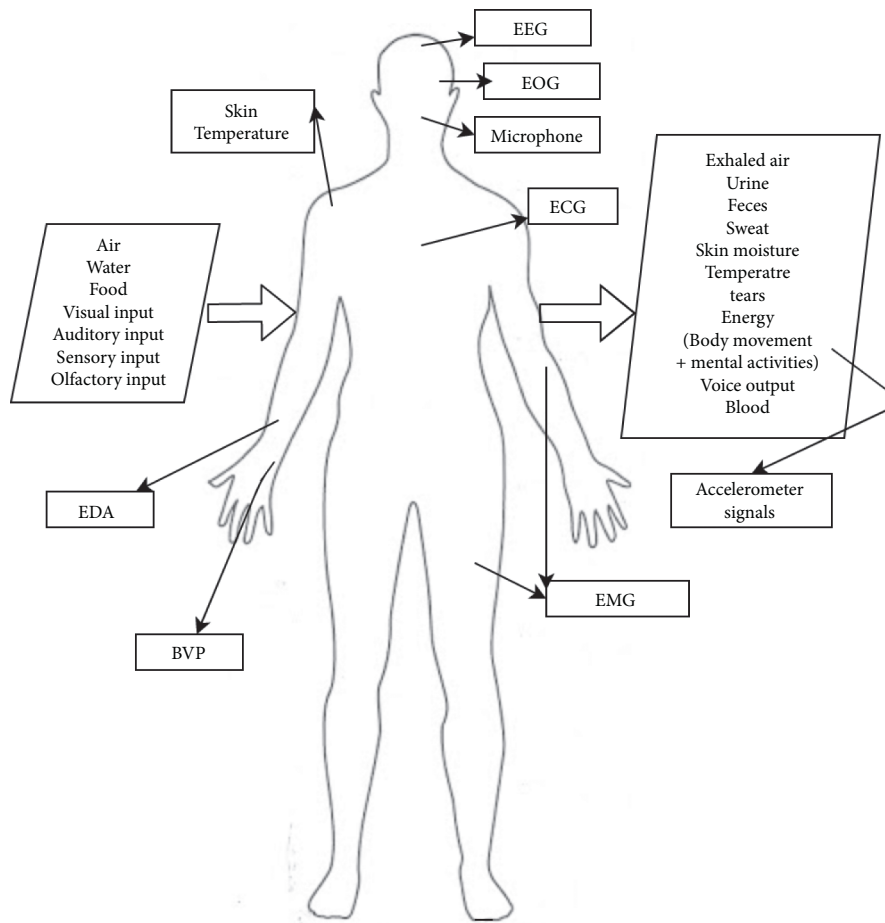 EEG
EOG
Microphone
Skin
Temperature
ECG
Air
Water
Food
Visual input
Auditory input
Sensory input
Olfactory input
Exhaled air
Urine
Feces
Sweat
Skin moisture
Temperatre
tears
Energy
(Body movement
+ mental activities)
Voice output
Blood
EDA
Accelerometer
signals
EMG
BVP